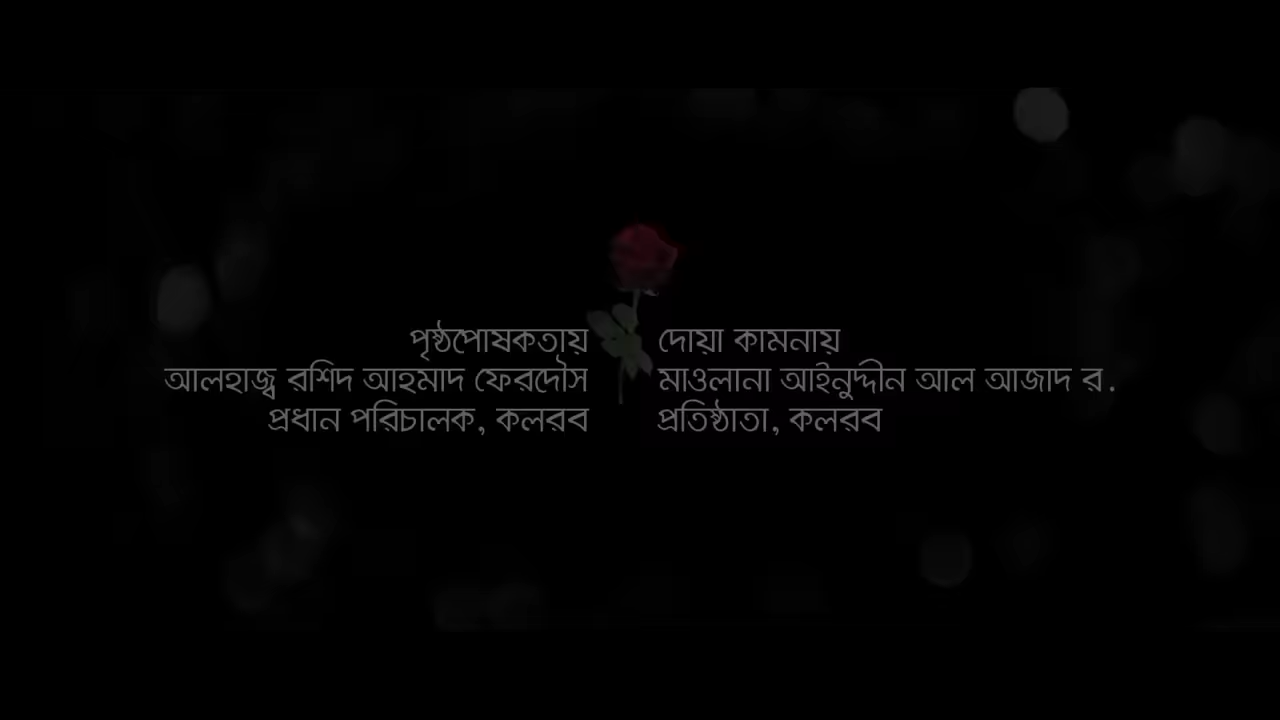 পৃষ্ঠপোষকতায়
আলহাজ্ব রশিদ আহমাদ ফেরদৌস
প্রধান পরিচালক, কলরব
দোয়া কামনায়
মাওলানা আইনুদ্দীন আল আজাদ র.
প্রতিষ্ঠাতা, কলরব